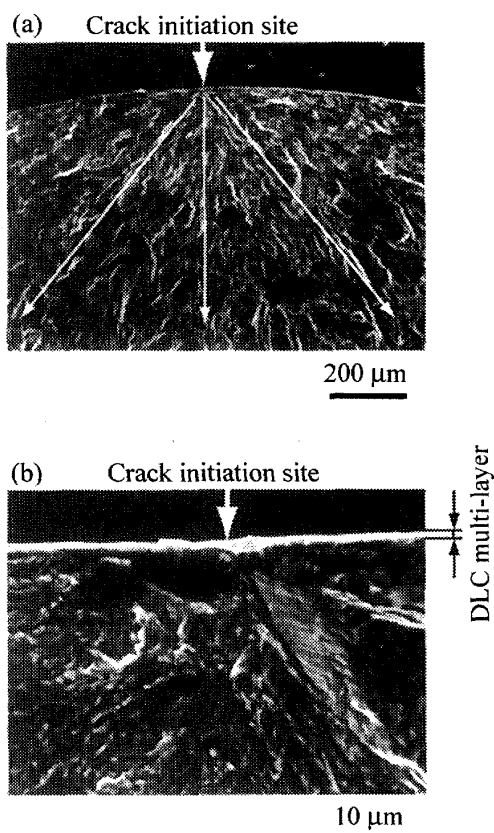 (a) Crack initiation site
200 μm
(b) Crack initiation site
DLC multi-layer
10 μm